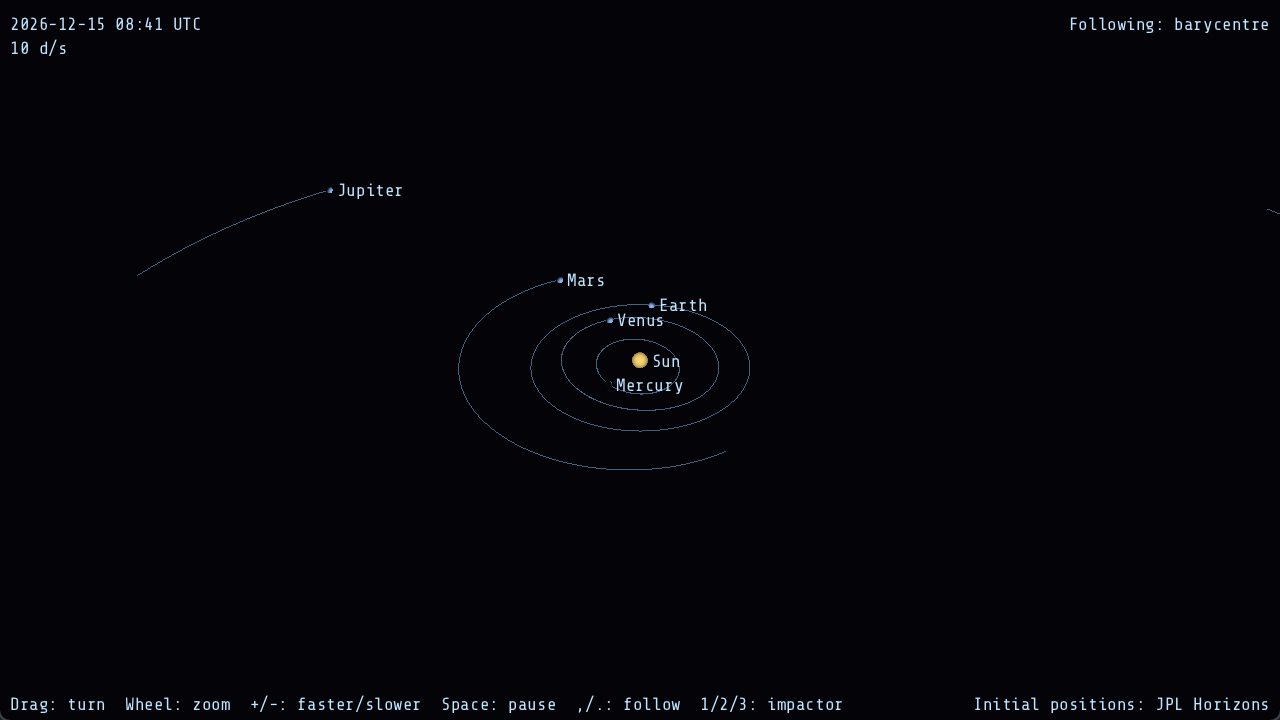 2026-12-15 08:41 UTC
10 d/s
Following: barycentre
Jupiter
Mars
Earth
Venus
Sun
Mercury
Drag: turn  Wheel: zoom  +/-: faster/slower  Space: pause  ,/.: follow  1/2/3: impactor
Initial positions: JPL Horizons